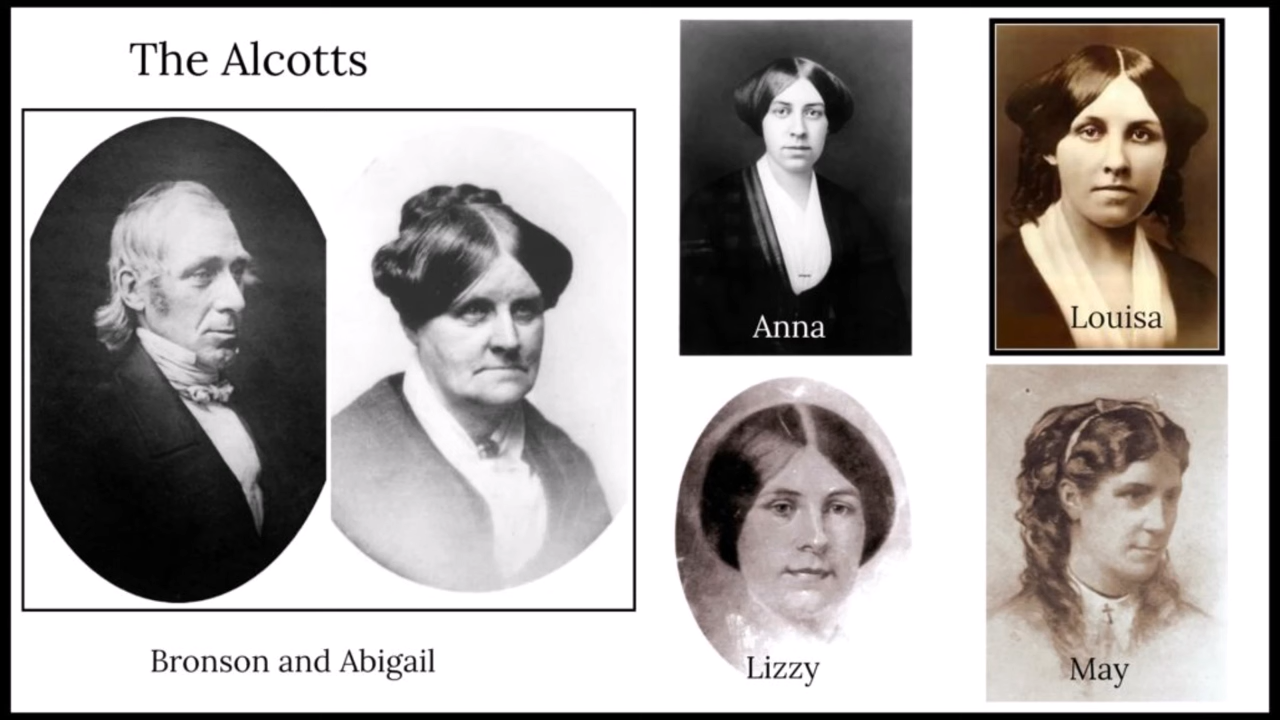 The Alcotts
Anna
Louisa
Bronson and Abigail
Lizzy
May